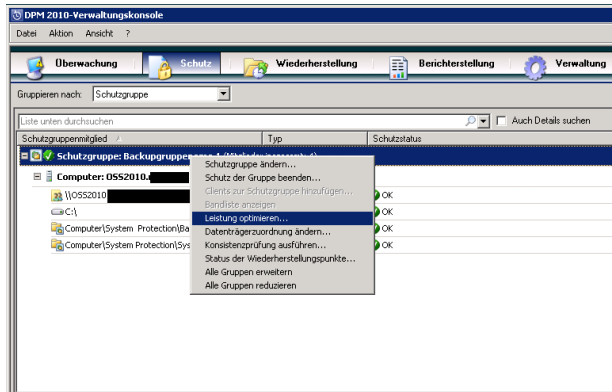 DPM 2010-Verwaltungskonsole
Datei Aktion Ansicht ?
Überwachung Schutz Wiederherstellung Berichterstellung Verwaltung
Gruppieren nach: Schutzgruppe
Liste unten durchsuchen Auch Details suchen
Schutzgruppenmitglied Typ Schutzstatus
Schutzgruppe:
Computer: OSS2010.
\\OSS2010 OK
C:\ OK
Computer\System Protection\Ba OK
Computer\System Protection\Sys OK
Schutzgruppe ändern...
Schutz der Gruppe beenden...
Clients zur Schutzgruppe hinzufügen...
Bandliste anzeigen
Leistung optimieren...
Datenträgerzuordnung ändern...
Konsistenzprüfung ausführen...
Status der Wiederherstellungspunkte...
Alle Gruppen erweitern
Alle Gruppen reduzieren